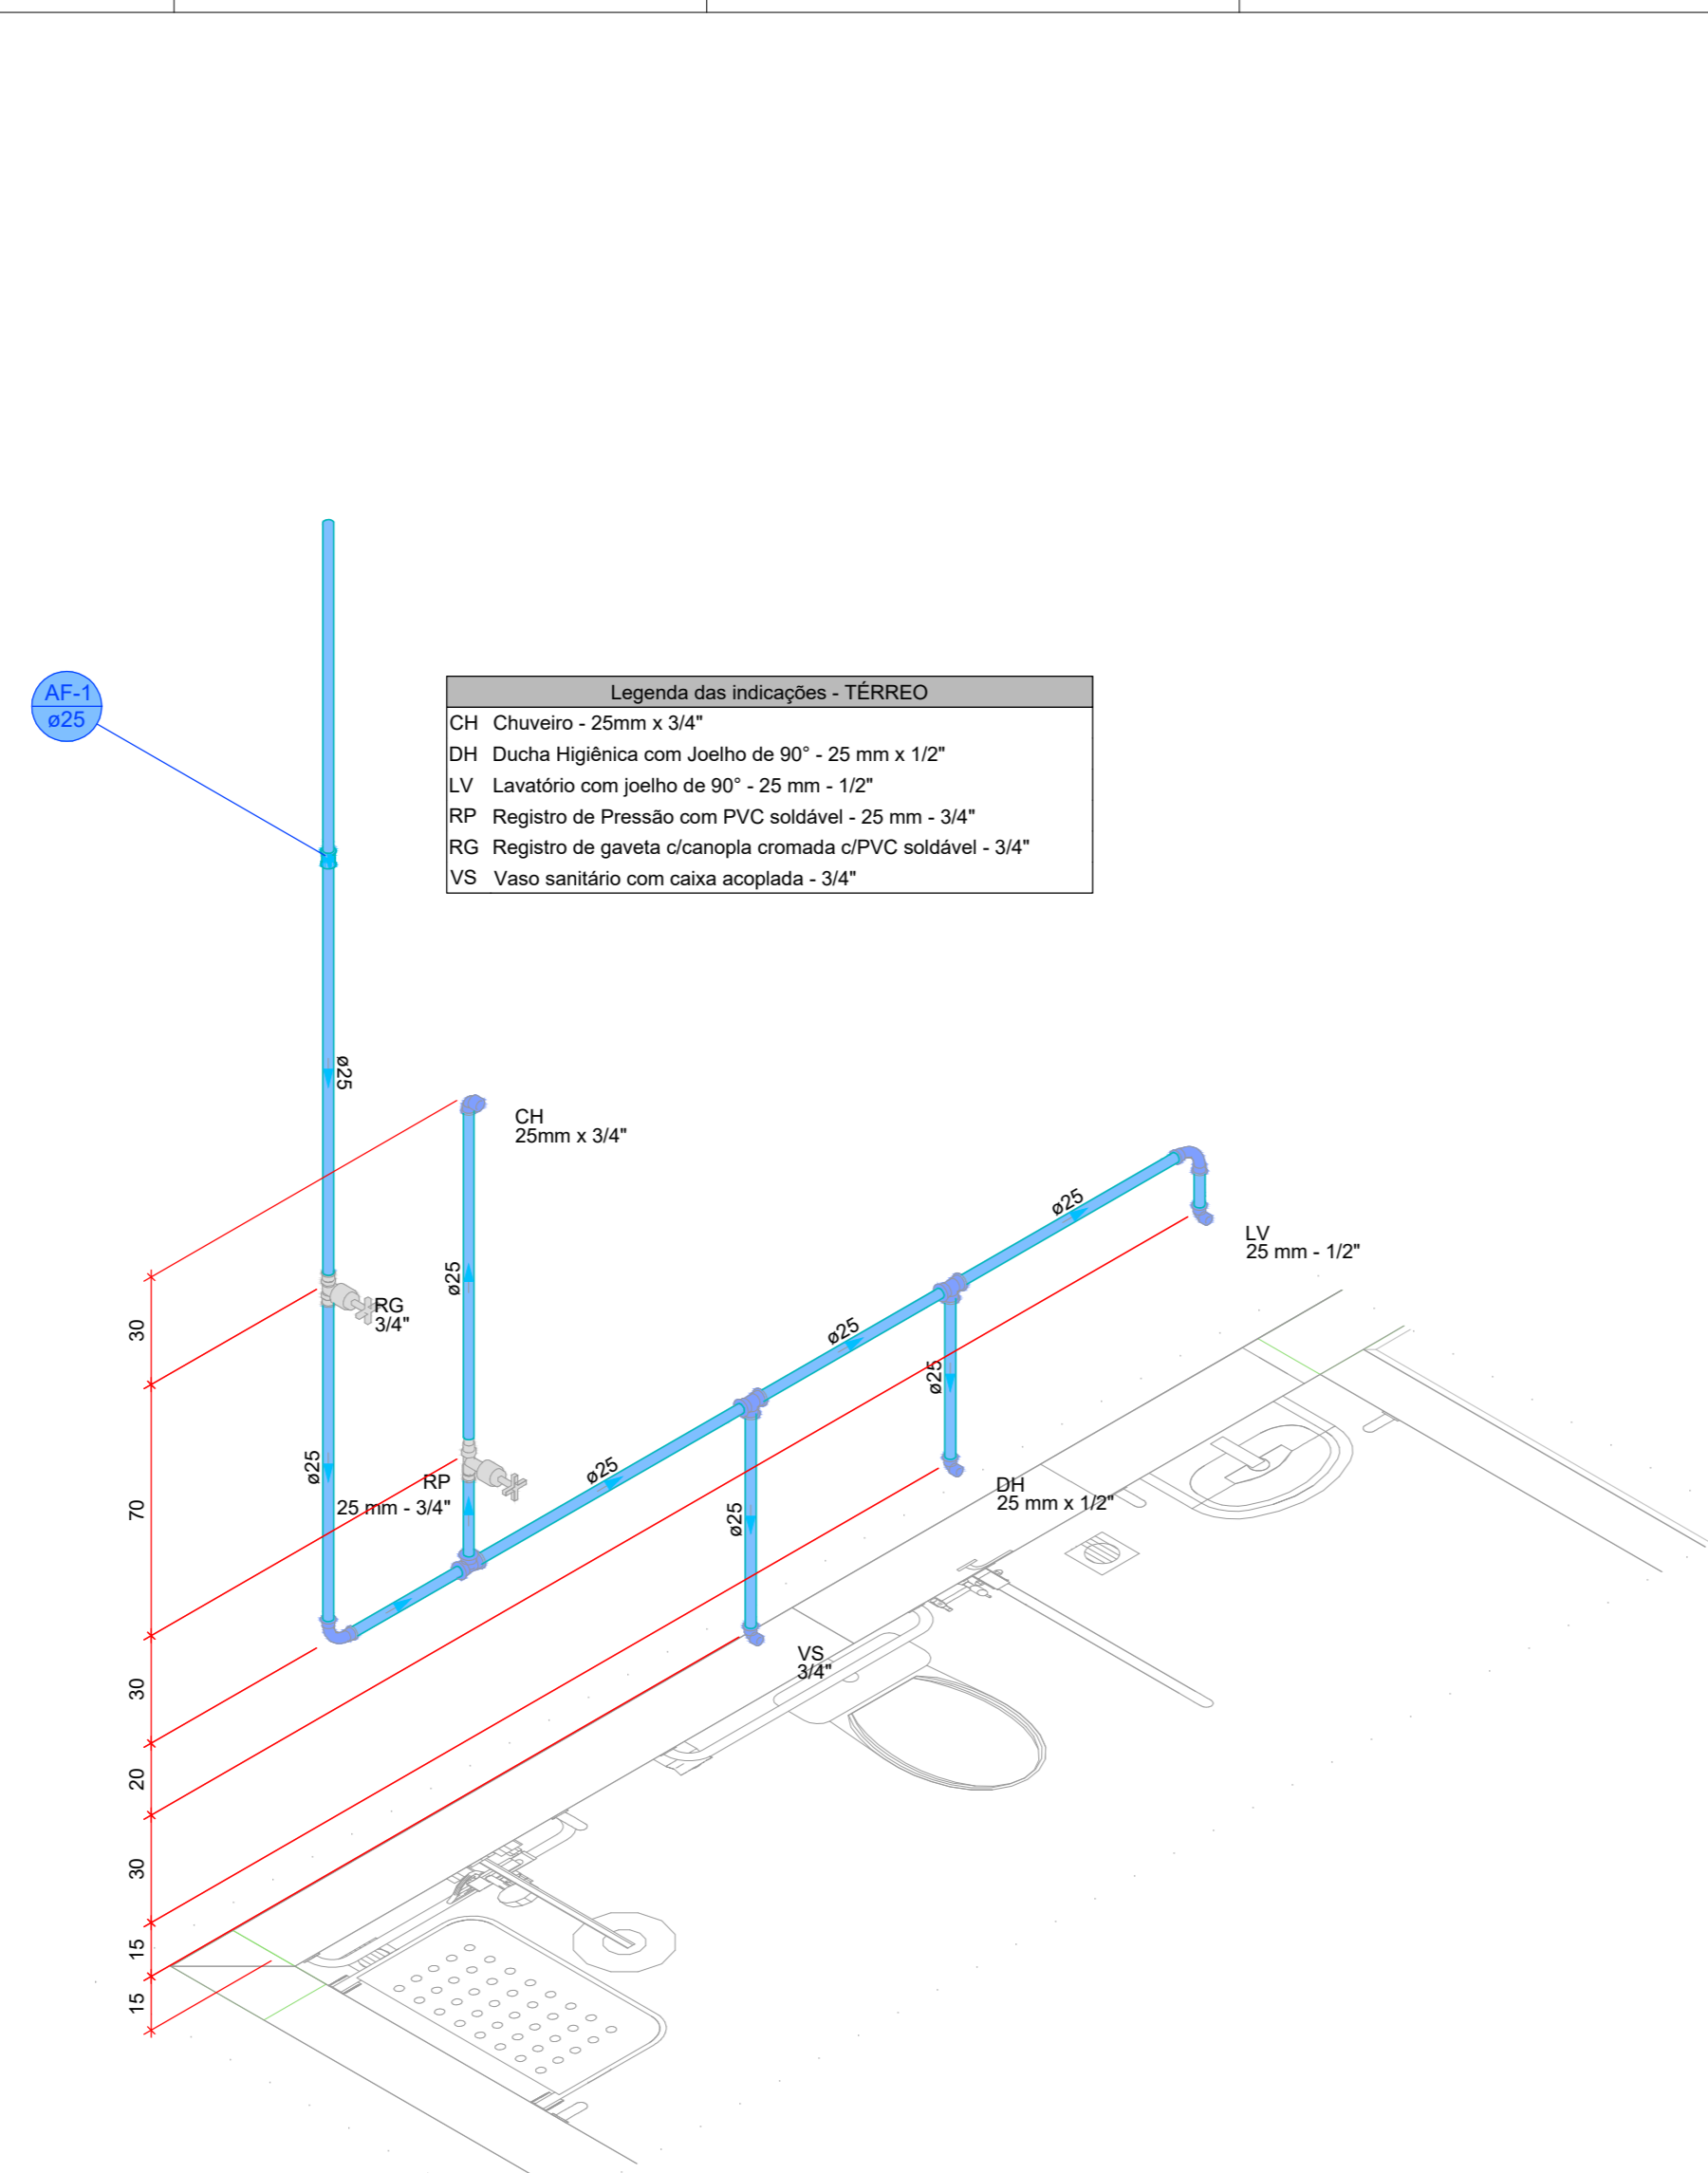 AF-1
ø25
Legenda das indicações - TÉRREO
CH Chuveiro - 25mm x 3/4"
DH Ducha Higiênica com Joelho de 90° - 25 mm x 1/2"
LV Lavatório com joelho de 90° - 25 mm - 1/2"
RP Registro de Pressão com PVC soldável - 25 mm - 3/4"
RG Registro de gaveta c/canopla cromada c/PVC soldável - 3/4"
VS Vaso sanitário com caixa acoplada - 3/4"
ø25
CH
25mm x 3/4"
ø25
LV
25 mm - 1/2"
ø25
RG
3/4"
30
ø25
ø25
ø25
ø25
RP
25 mm - 3/4"
DH
25 mm x 1/2"
70
ø25
VS
3/4"
30
20
30
15
15